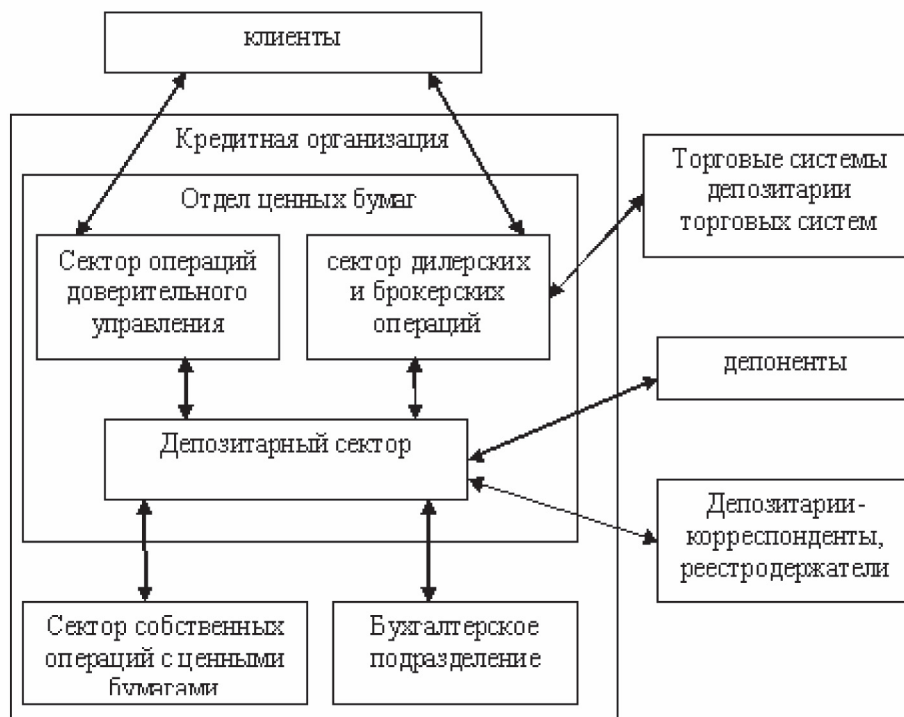 клиенты
Кредитная организация
Отдел ценных бумаг
Сектор операций
доверительного
управления
сектор дилерских
и брокерских
операций
Торговые системы
депозитарии
торговых систем
депоненты
Депозитарный сектор
Депозитарии-
корреспонденты,
реестродержатели
Сектор собственных
операций с ценными
бумагами
Бухгалтерское
подразделение